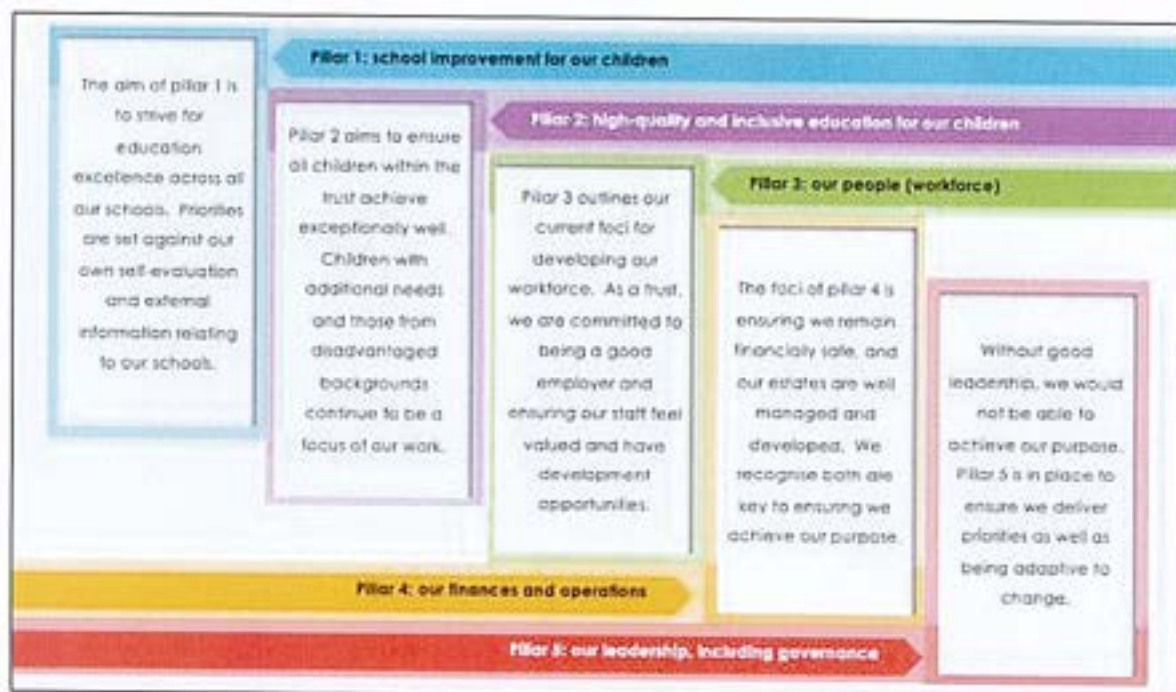 Pillar 1: school improvement for our children
The aim of pillar 1 is
to strive for
education
excellence across all
our schools. Priorities
are set against our
own self-evaluation
and external
information relating
to our schools.
Pillar 2: high-quality and inclusive education for our children
Pillar 2 aims to ensure
all children within the
trust achieve
exceptionally well.
Children with
additional needs
and those from
disadvantaged
backgrounds
continue to be a
focus of our work.
Pillar 3: our people (workforce)
Pillar 3 outlines our
current foci for
developing our
workforce. As a trust,
we are committed to
being a good
employer and
ensuring our staff feel
valued and have
development
opportunities.
Pillar 4: our finances and operations
The foci of pillar 4 is
ensuring we remain
financially safe, and
our estates are well
managed and
developed. We
recognise both are
key to ensuring we
achieve our purpose.
Pillar 5: our leadership, including governance
Without good
leadership, we would
not be able to
achieve our purpose.
Pillar 5 is in place to
ensure we deliver
priorities as well as
being adaptive to
change.